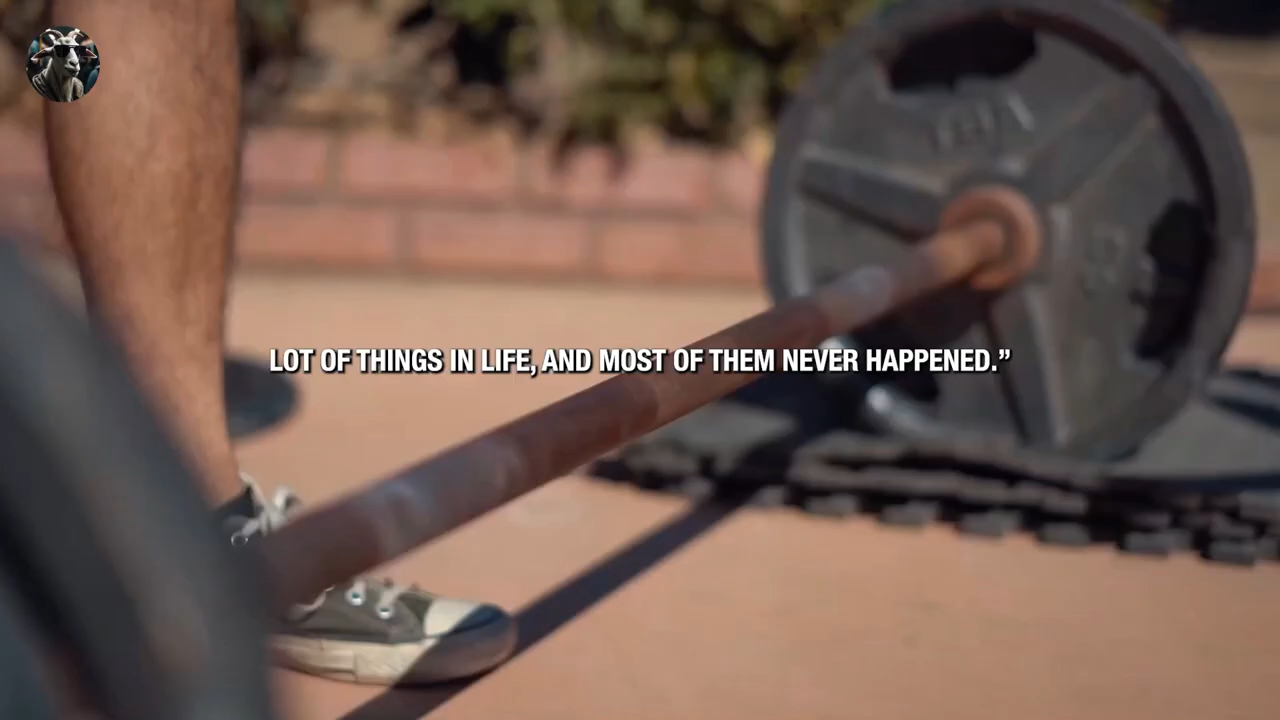 LOT OF THINGS IN LIFE, AND MOST OF THEM NEVER HAPPENED.”